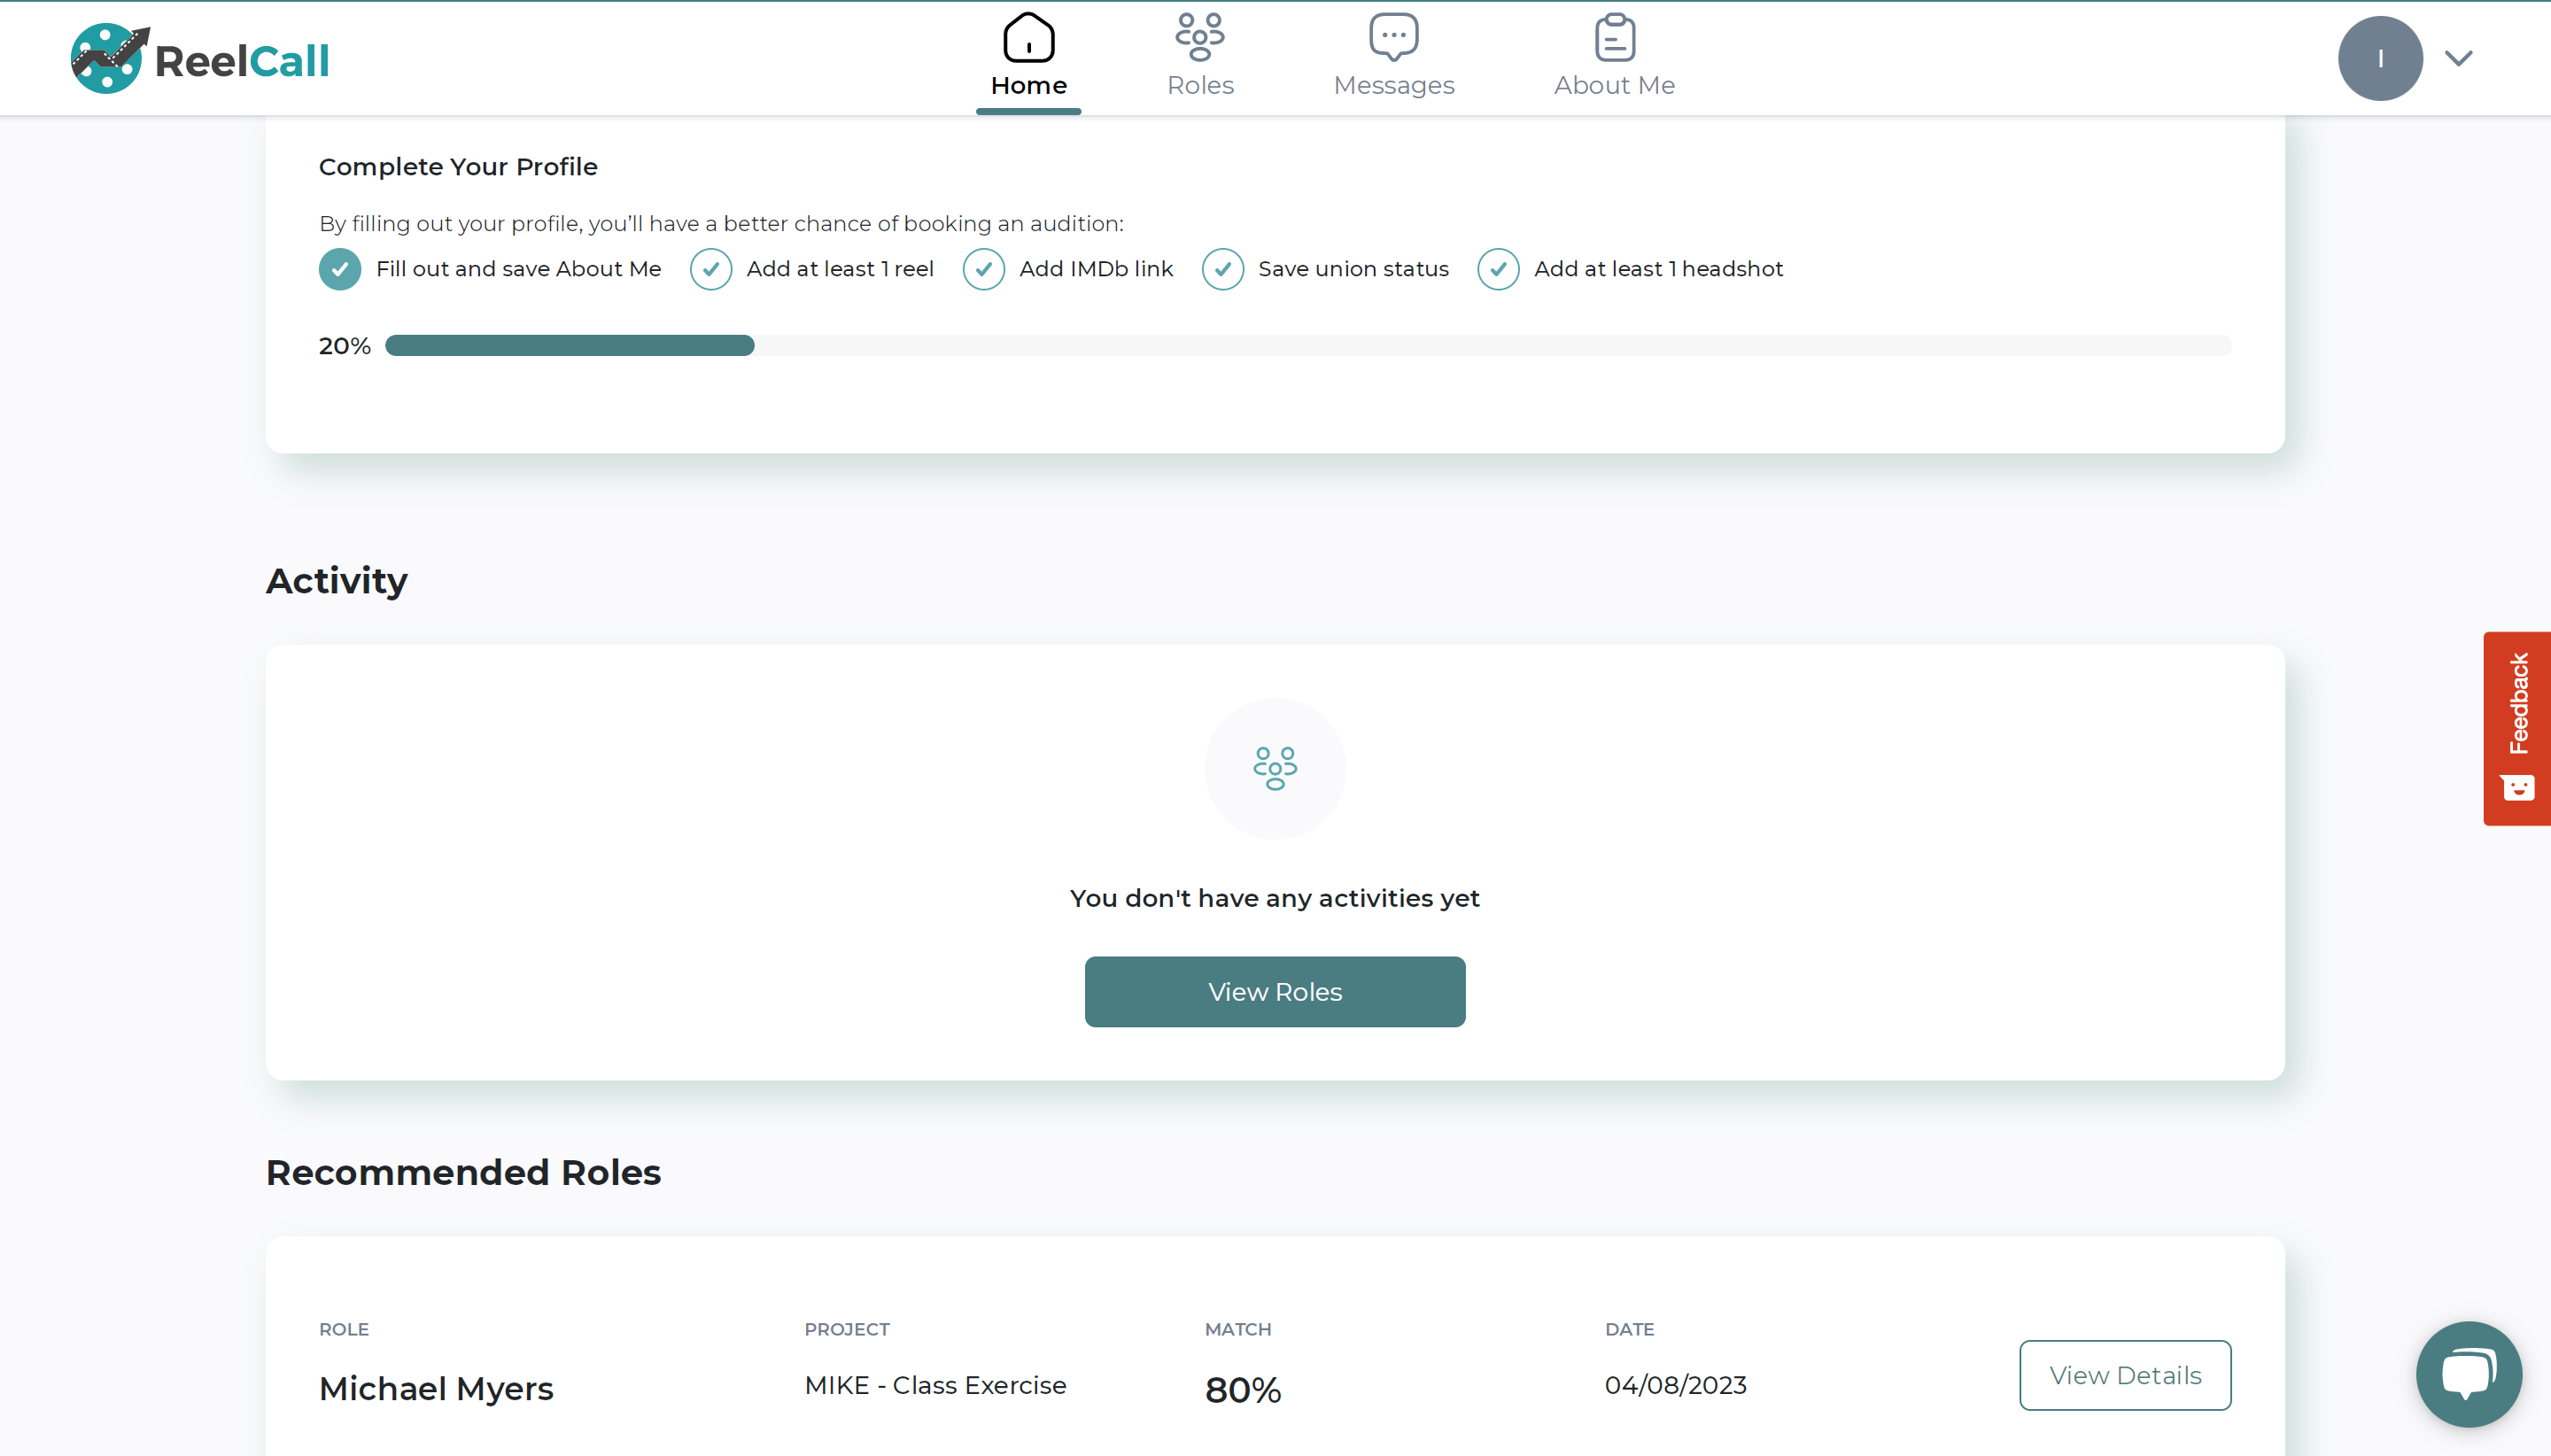 ReelCall
Home
Roles
Messages
About Me
I
Complete Your Profile
By filling out your profile, you’ll have a better chance of booking an audition:
Fill out and save About Me
Add at least 1 reel
Add IMDb link
Save union status
Add at least 1 headshot
20%
Activity
You don't have any activities yet
View Roles
Feedback
Recommended Roles
ROLE
PROJECT
MATCH
DATE
Michael Myers
MIKE - Class Exercise
80%
04/08/2023
View Details